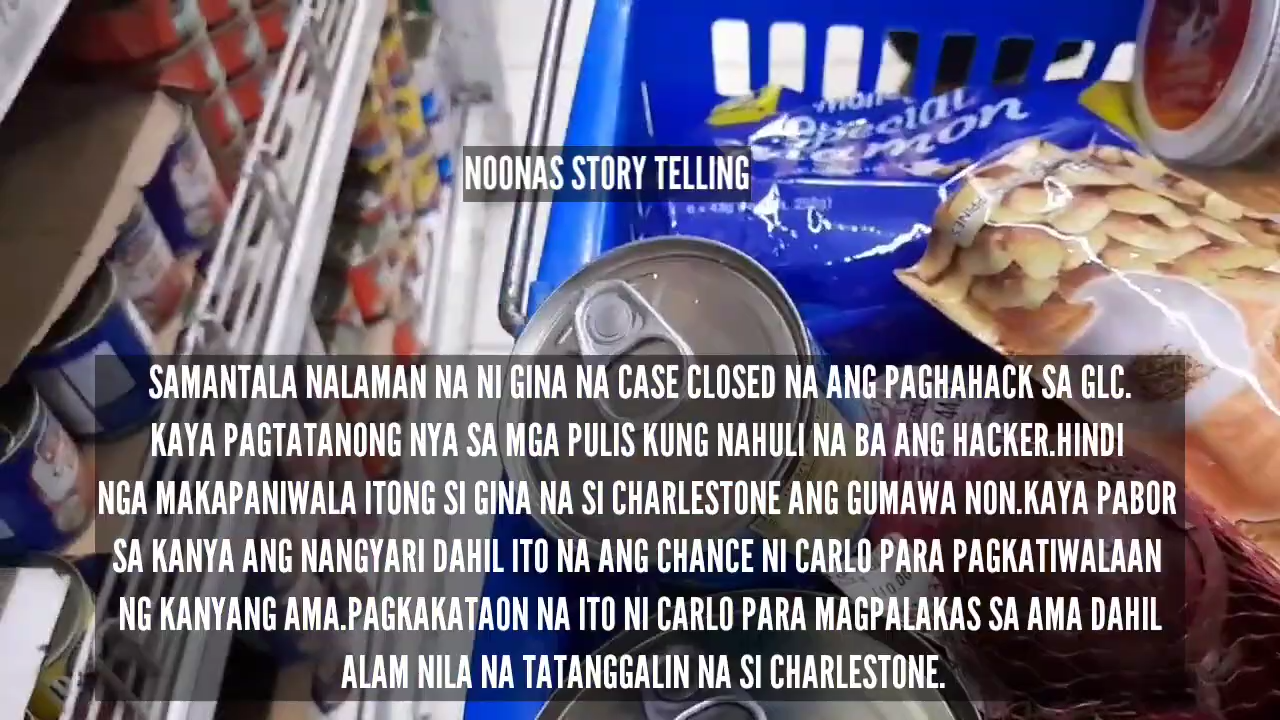 Special
Mamon
NOONAS STORY TELLING
SAMANTALA NALAMAN NA NI GINA NA CASE CLOSED NA ANG PAGHAHACK SA GLC.
KAYA PAGTATANONG NYA SA MGA PULIS KUNG NAHULI NA BA ANG HACKER.HINDI
NGA MAKAPANIWALA ITONG SI GINA NA SI CHARLESTONE ANG GUMAWA NON.KAYA PABOR
SA KANYA ANG NANGYARI DAHIL ITO NA ANG CHANCE NI CARLO PARA PAGKATIWALAAN
NG KANYANG AMA.PAGKAKATAON NA ITO NI CARLO PARA MAGPALAKAS SA AMA DAHIL
ALAM NILA NA TATANGGALIN NA SI CHARLESTONE.